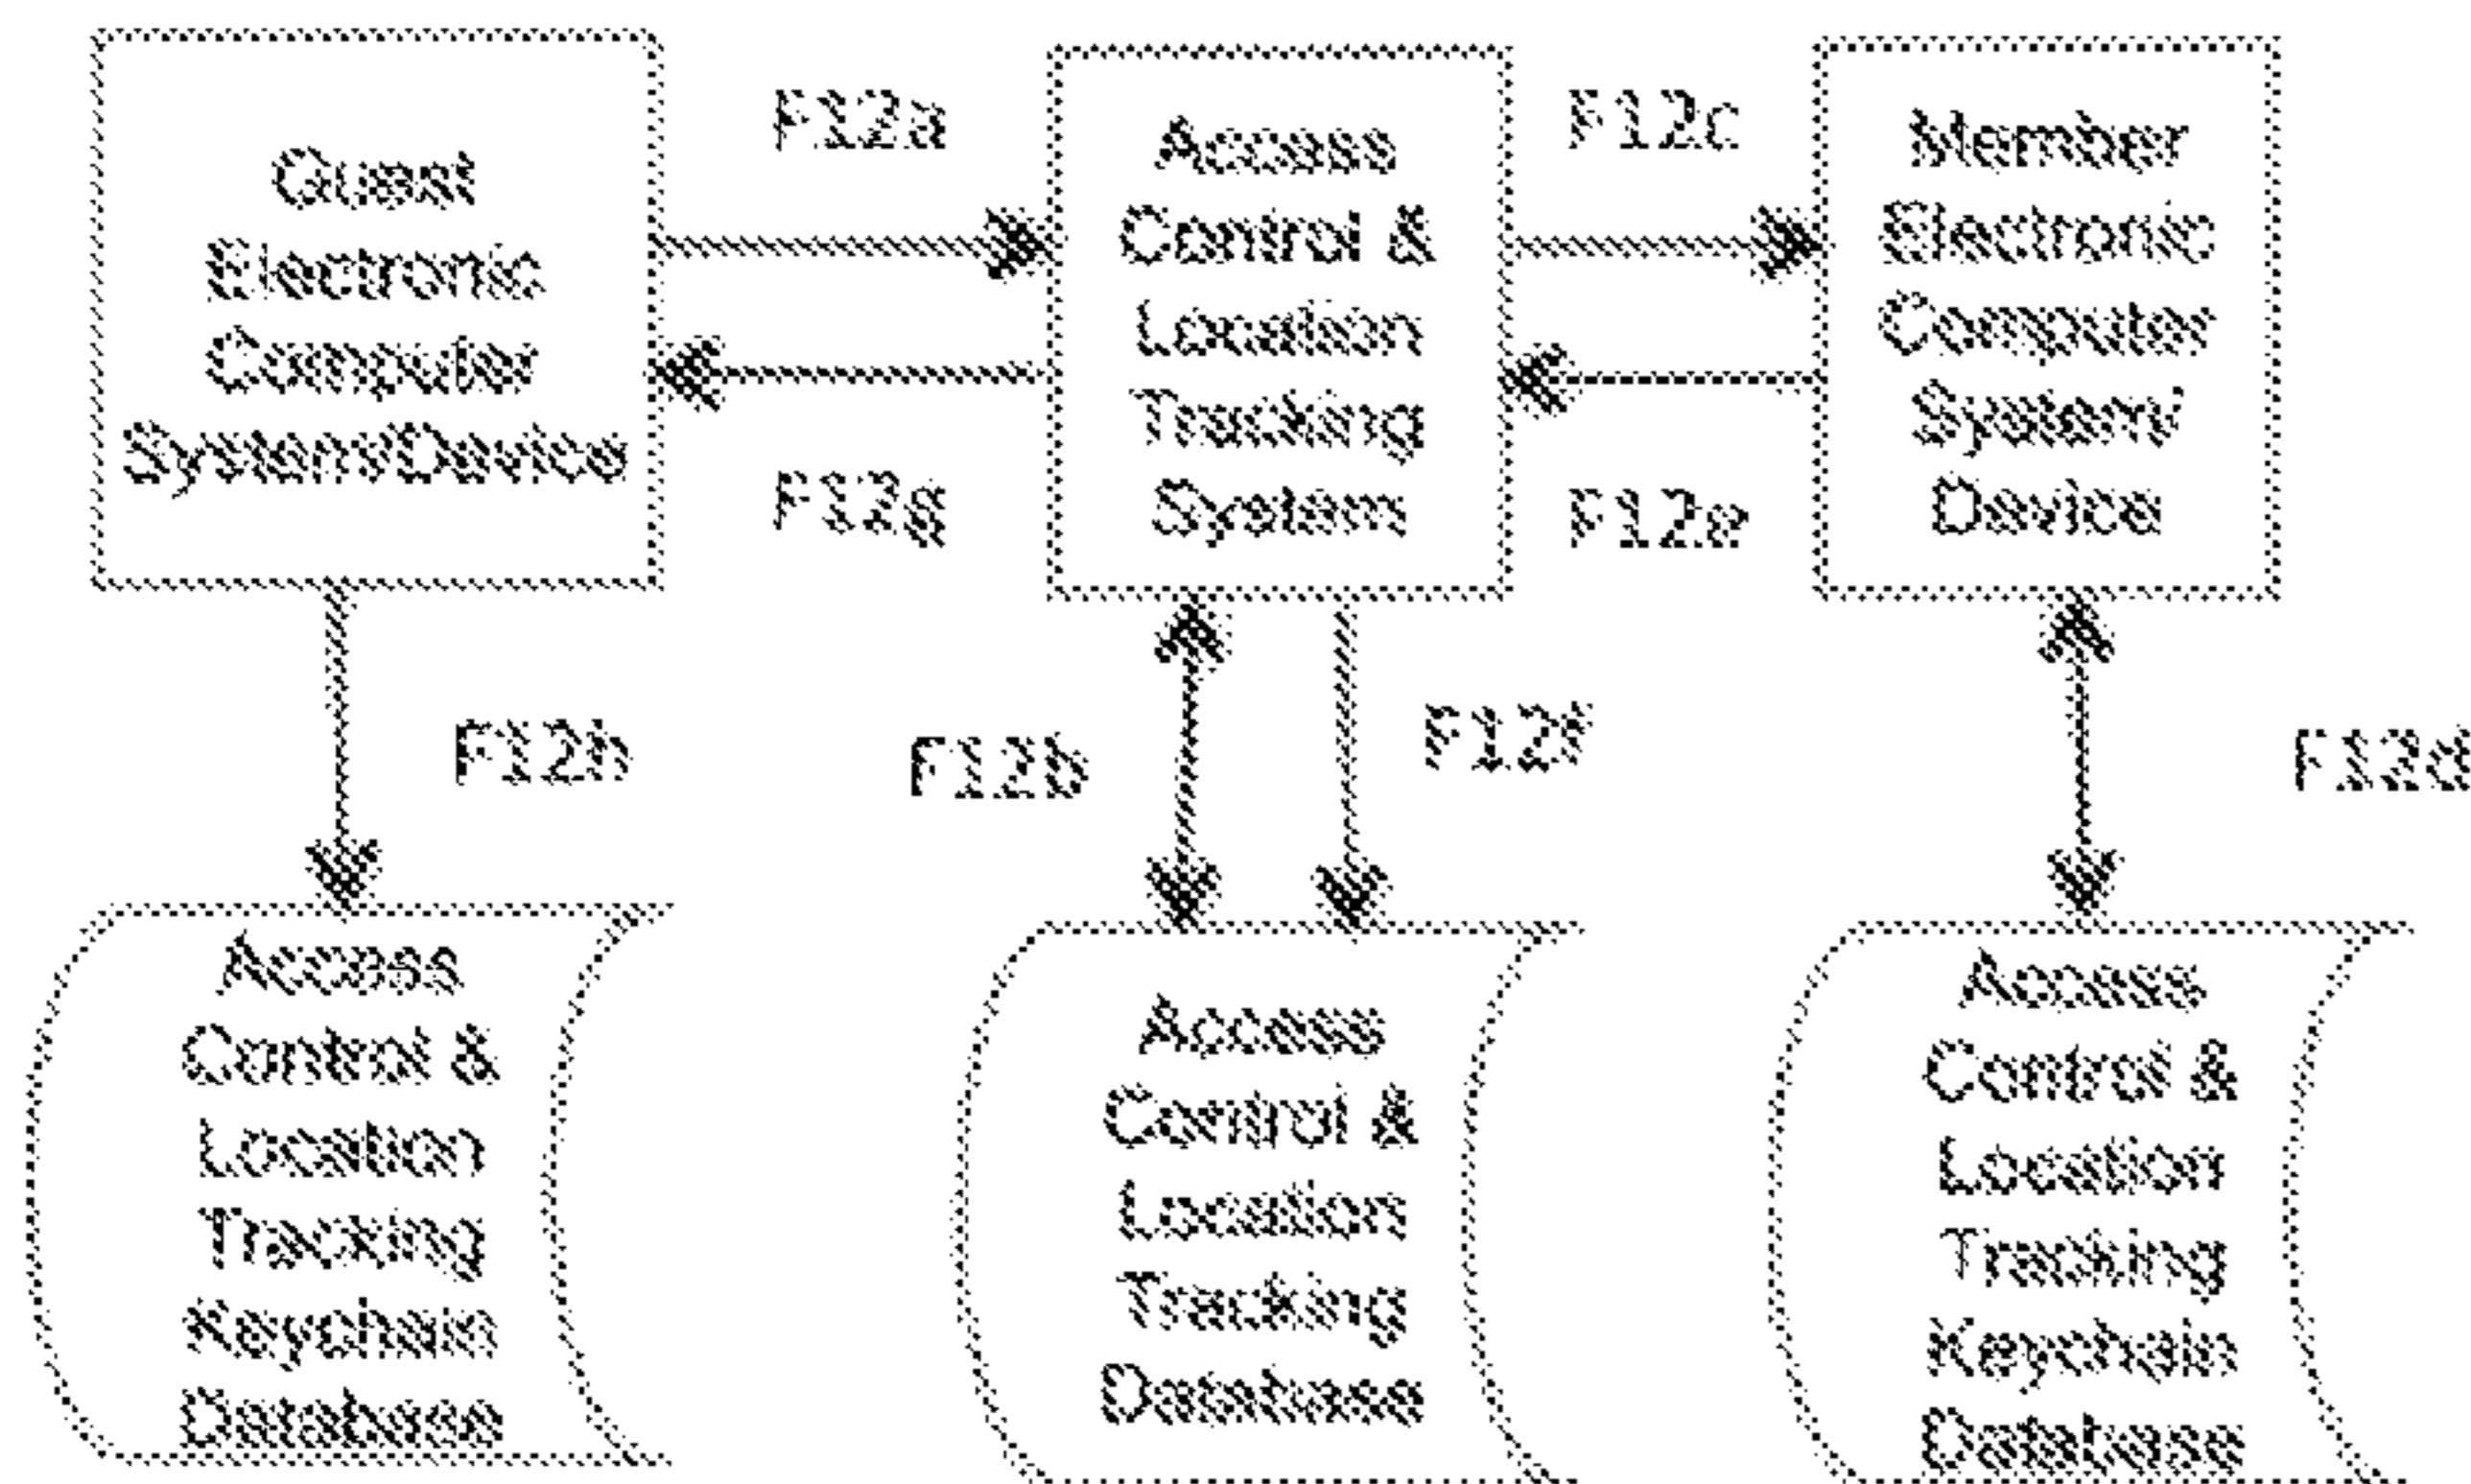 Guest
Electronic
Computer
System/Device
F12a
F12g
Access
Control &
Location
Tracking
System
F12c
F12e
Member
Electronic
Computer
System/
Device
F12h
F12b
F12f
F12d
Access
Control &
Location
Tracking
Keychain
Database
Access
Control &
Location
Tracking
Database
Access
Control &
Location
Tracking
Keychain
Database